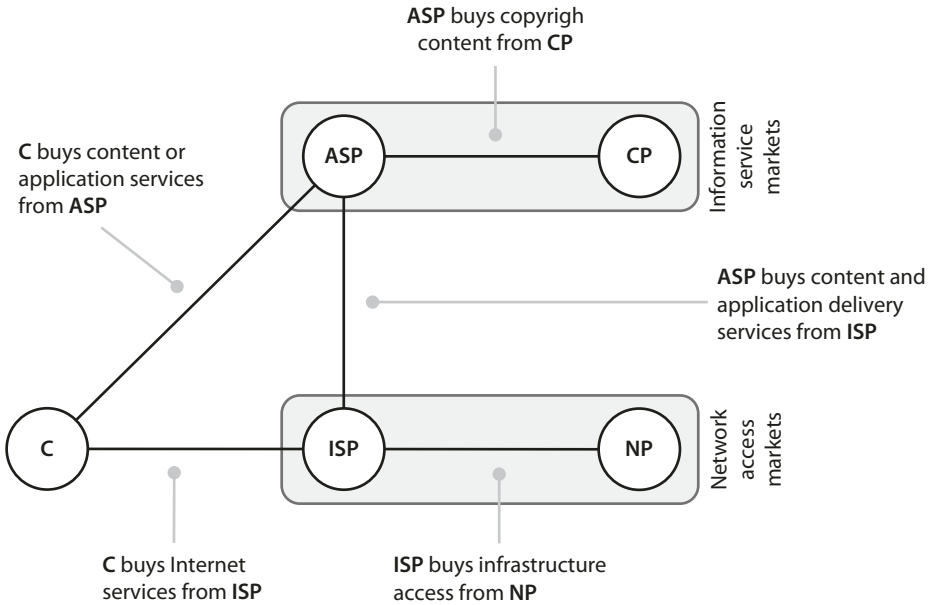 ASP buys copyrigh
content from CP
ASP
CP
Information
service
markets
C buys content or
application services
from ASP
ASP buys content and
application delivery
services from ISP
C
ISP
NP
Network
access
markets
C buys Internet
services from ISP
ISP buys infrastructure
access from NP